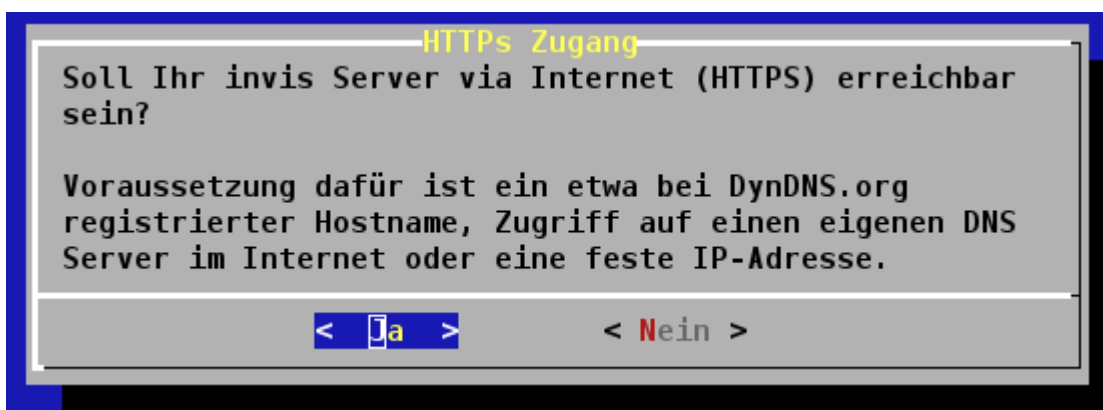 HTTPs Zugang
Soll Ihr invis Server via Internet (HTTPS) erreichbar
sein?
Voraussetzung dafür ist ein etwa bei DynDNS.org
registrierter Hostname, Zugriff auf einen eigenen DNS
Server im Internet oder eine feste IP-Adresse.
< Ja > < Nein >